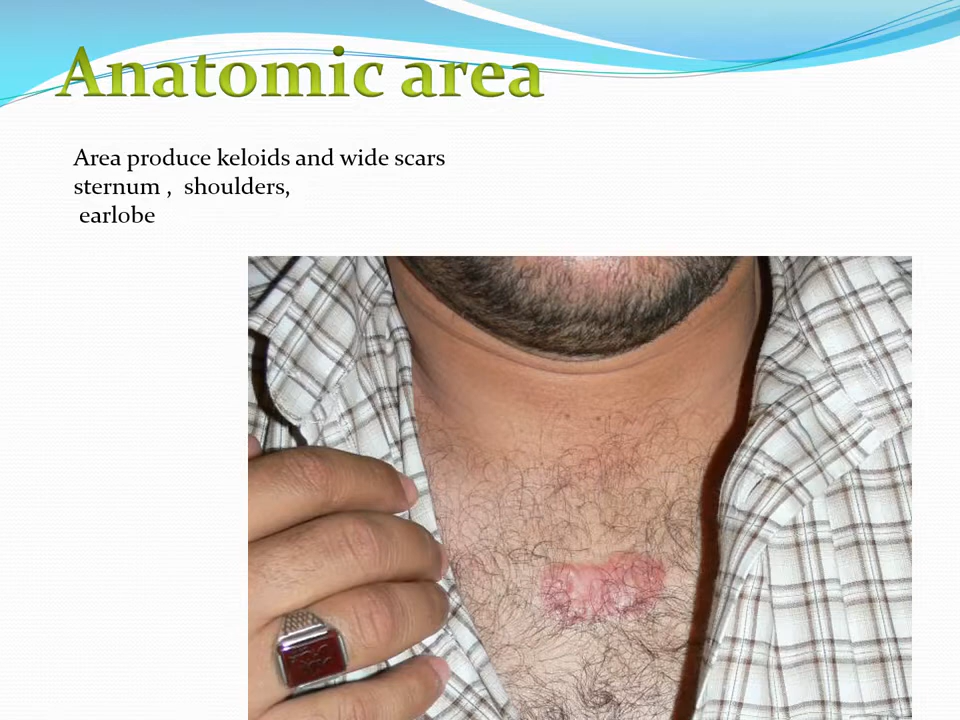 Anatomic area
Area produce keloids and wide scars
sternum ,  shoulders,
earlobe